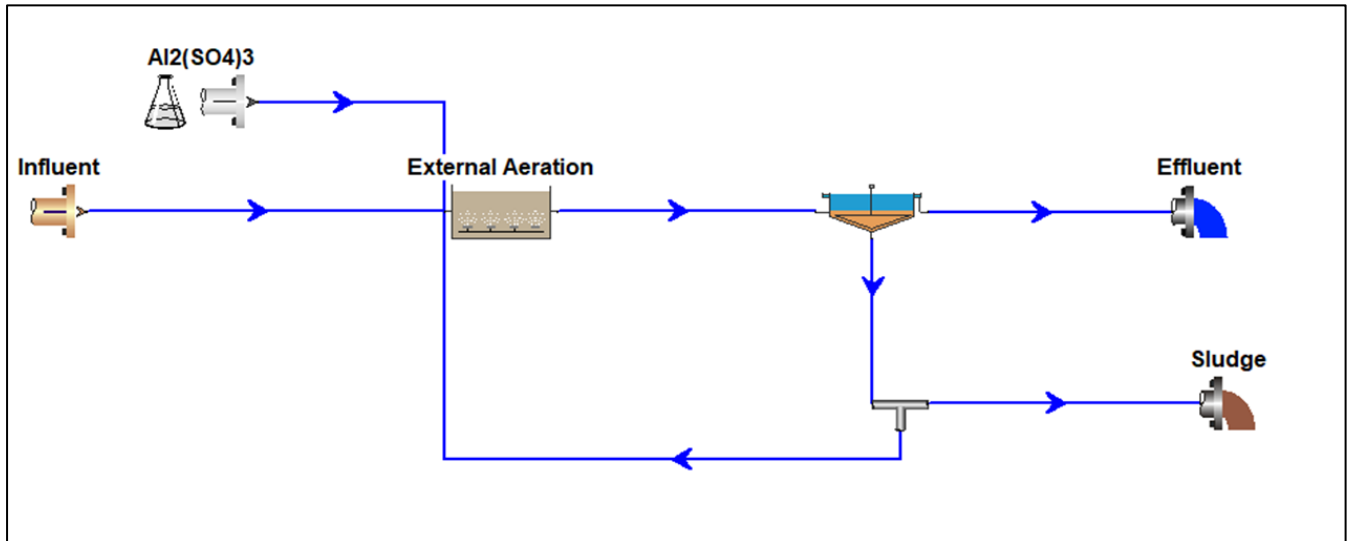 Al2(SO4)3
Influent
External Aeration
Effluent
Sludge